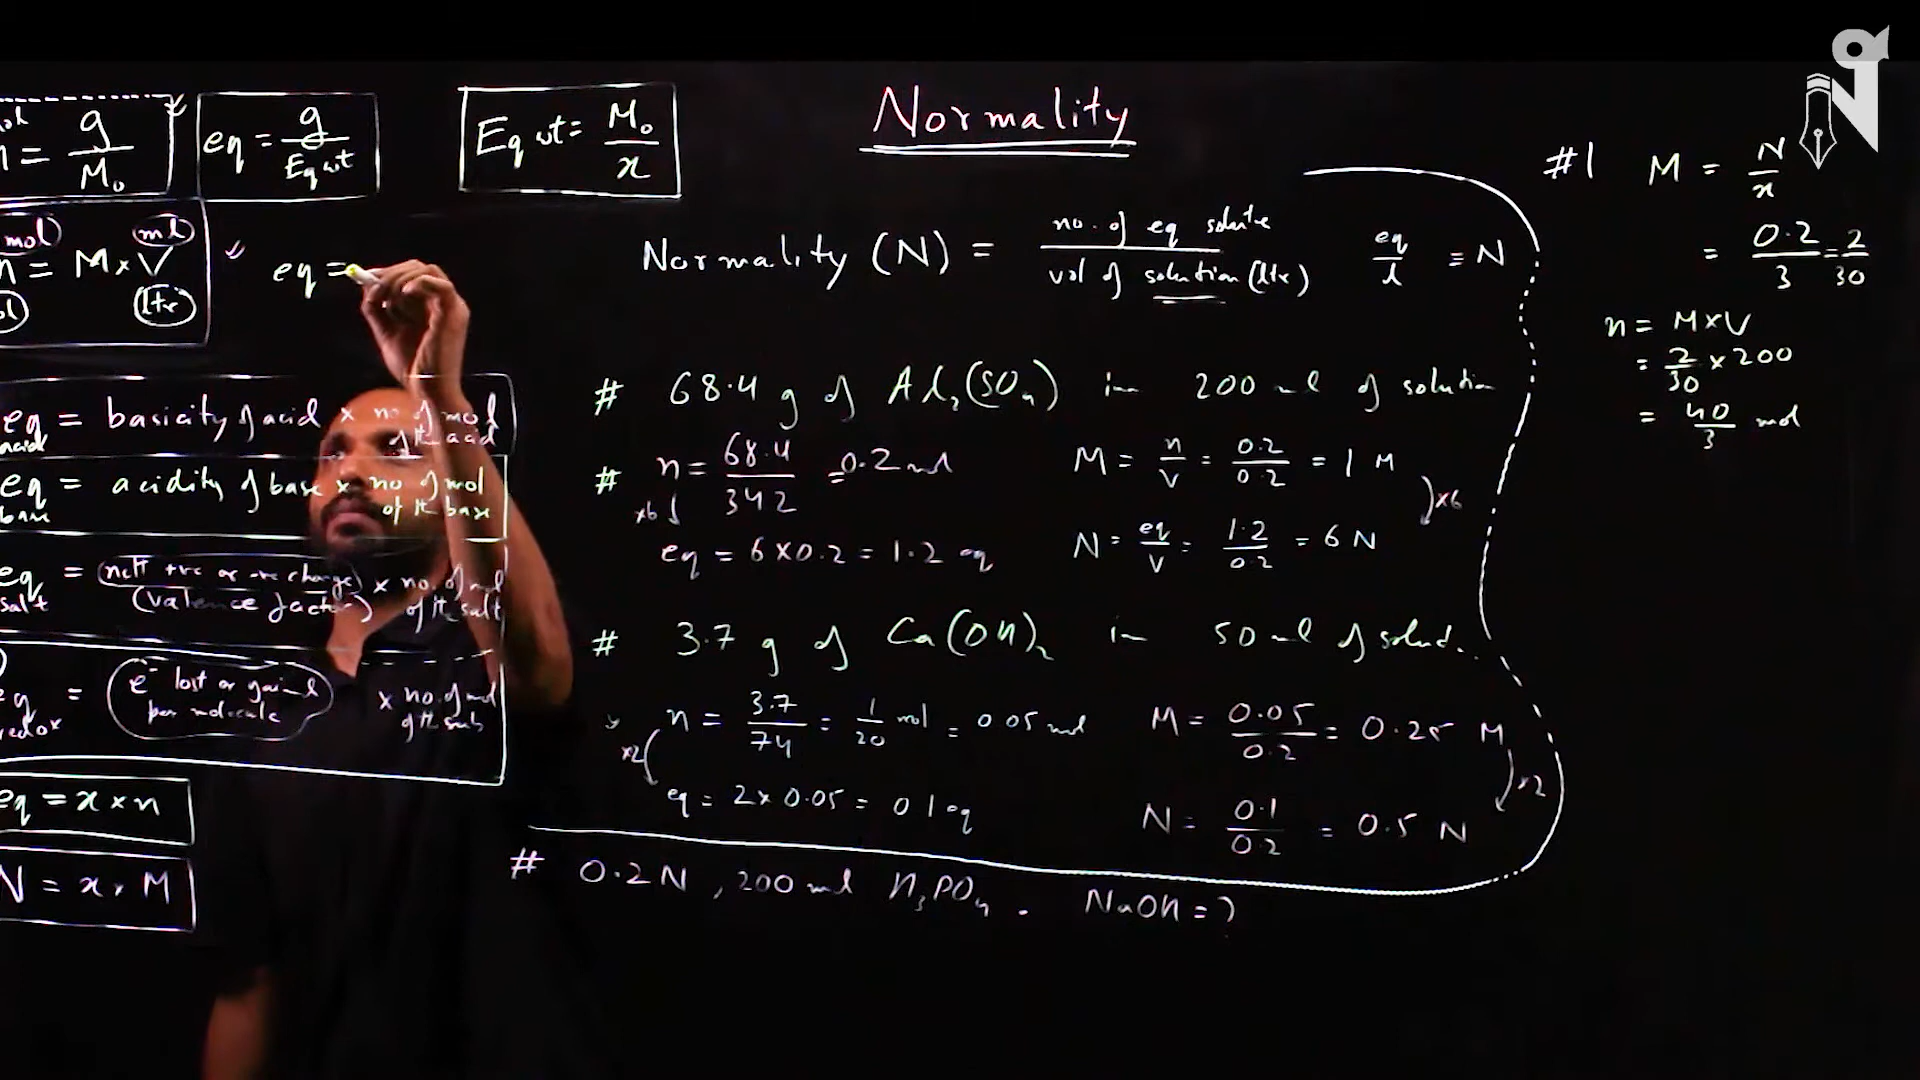 Normality
n = g / M₀
eq = g / Eq wt
Eq wt = M₀ / x
n = M × V
mol ml
ltr
eq =
Normality (N) = no. of eq solute / vol of solution (ltr) eq / l ≡ N
eq acid = basicity of acid × no of mol of the acid
eq base = acidity of base × no of mol of the base
eq salt = (nett +ve or -ve charge) (valence factor) × no. of mol of the salt
eq redox = e⁻ lost or gained per molecule × no. of mol of the sub
eq = x × n
N = x × M
# 68.4 g of Al₂(SO₄) in 200 ml of solution
# n = 68.4 / 342 = 0.2 mol M = n / V = 0.2 / 0.2 = 1 M
×6 ×6
eq = 6 × 0.2 = 1.2 eq N = eq / V = 1.2 / 0.2 = 6 N
# 3.7 g of Ca(OH)₂ in 50 ml of solut..
n = 3.7 / 74 = 1 / 20 mol = 0.05 mol M = 0.05 / 0.2 = 0.25 M
×2 ×2
eq = 2 × 0.05 = 0.1 eq N = 0.1 / 0.2 = 0.5 N
# 0.2 N , 200 ml H₃PO₄ . NaOH = ?
#1 M = N / x
= 0.2 / 3 = 2 / 30
n = M × V
= 2 / 30 × 200
= 40 / 3 mol